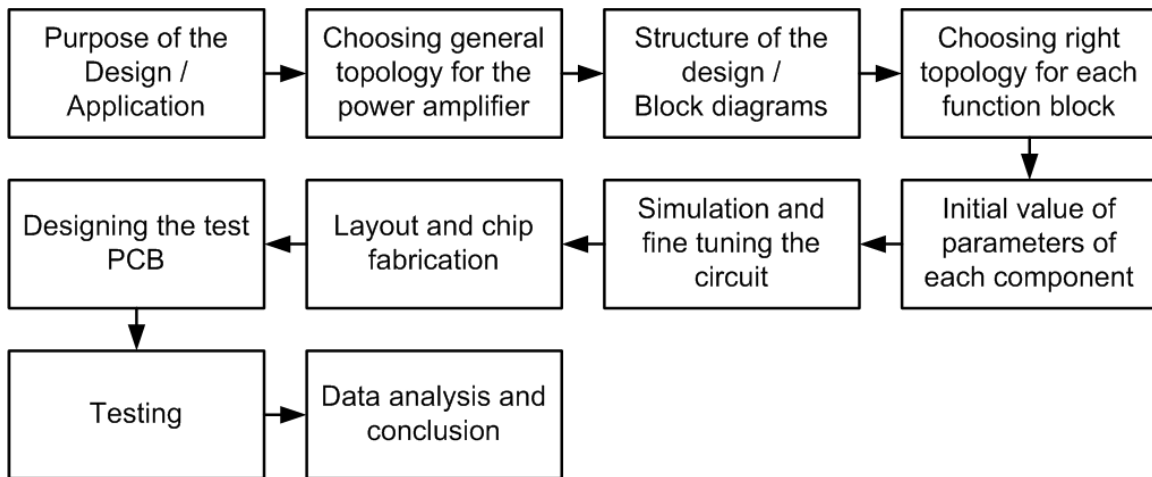 Purpose of the
Design /
Application
Choosing general
topology for the
power amplifier
Structure of the
design /
Block diagrams
Choosing right
topology for each
function block
Initial value of
parameters of
each component
Simulation and
fine tuning the
circuit
Layout and chip
fabrication
Designing the test
PCB
Testing
Data analysis and
conclusion